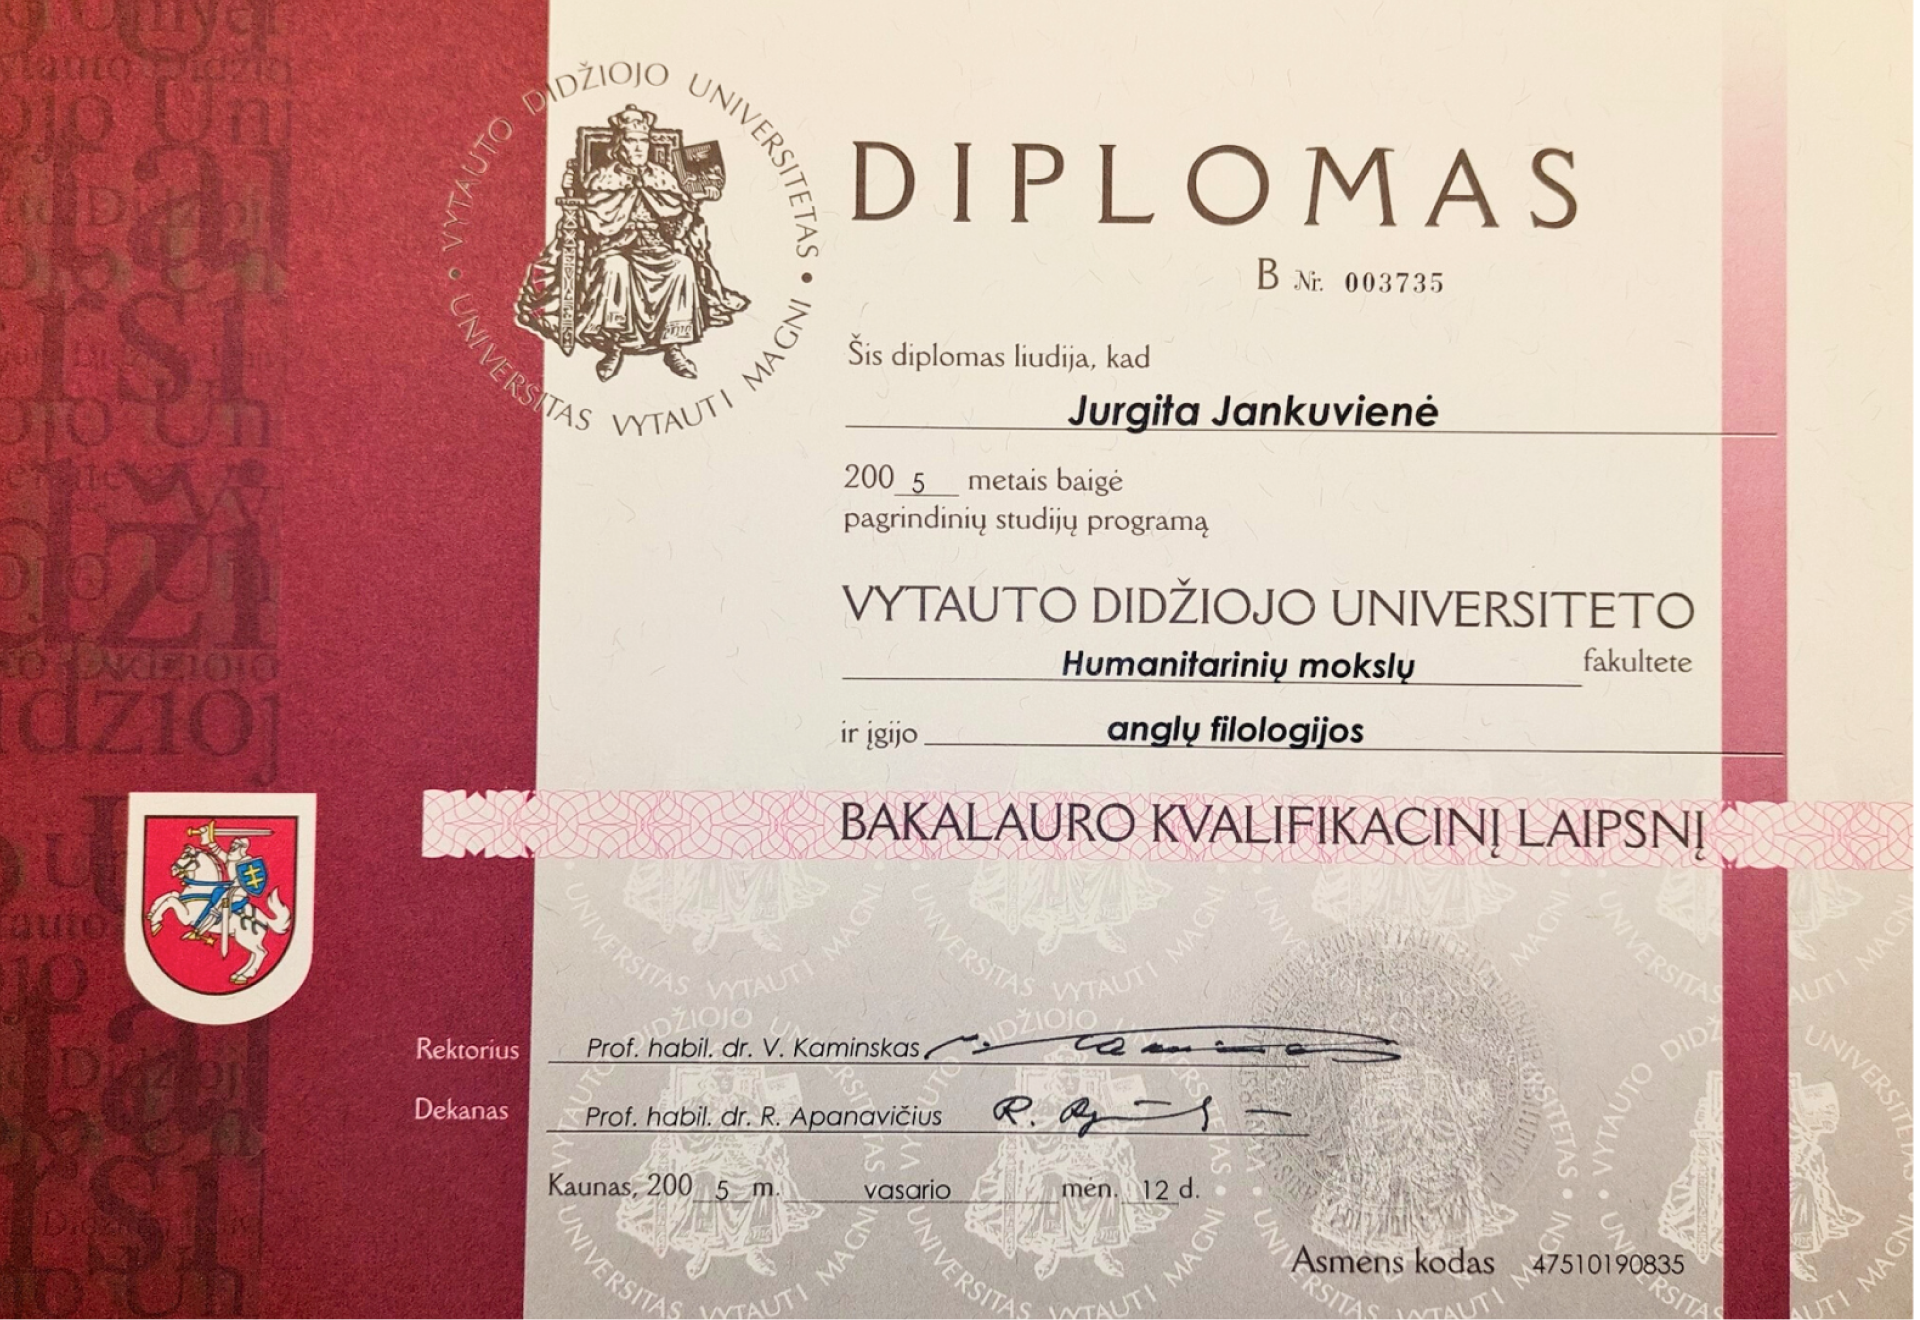 VYTAUTO DIDŽIOJO UNIVERSITETAS • UNIVERSITAS VYTAUTI MAGNI •
DIPLOMAS
B Nr. 003735
Šis diplomas liudija, kad
Jurgita Jankuvienė
200 5 metais baigė
pagrindinių studijų programą
VYTAUTO DIDŽIOJO UNIVERSITETO
Humanitarinių mokslų fakultete
ir įgijo anglų filologijos
BAKALAURO KVALIFIKACINĮ LAIPSNĮ
Rektorius Prof. habil. dr. V. Kaminskas
Dekanas Prof. habil. dr. R. Apanavičius
Kaunas, 200 5 m. vasario mėn. 12 d.
Asmens kodas 47510190835